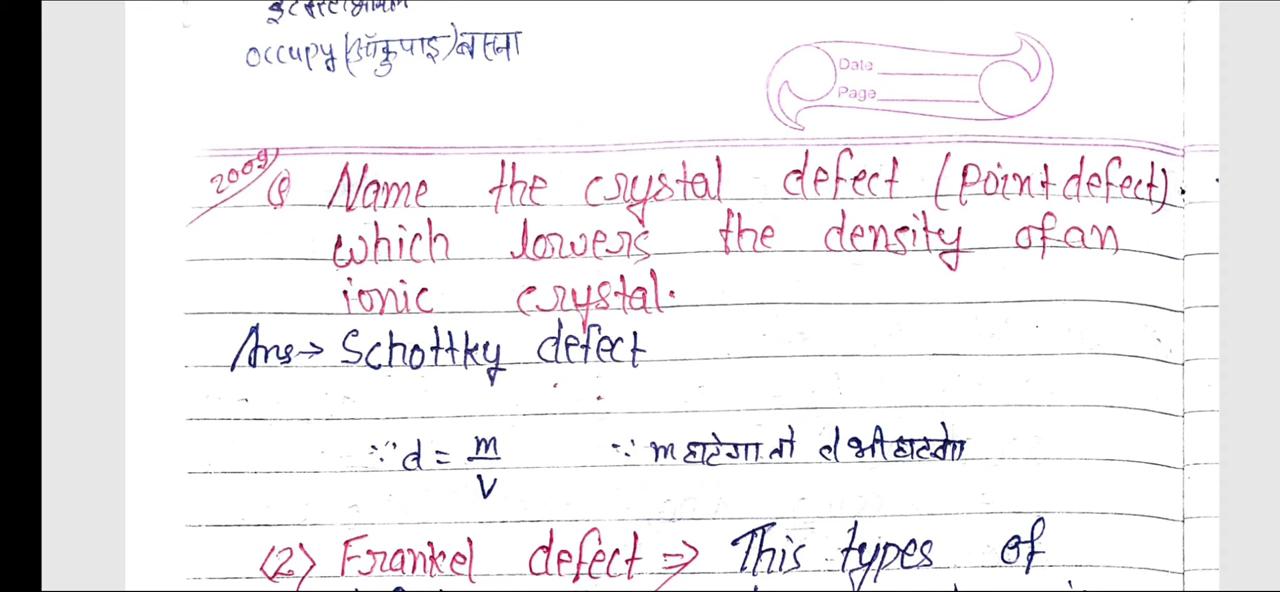 occupy (ऑकुपाइ) बसना
Date
Page
2009
Q Name the crystal defect (Point defect).
which lowers the density of an
ionic crystal.
Ans→ Schottky defect
∵ d = m/V ∵ m घटेगा तो d भी घटेगा
(2) Frankel defect ⇒ This types of